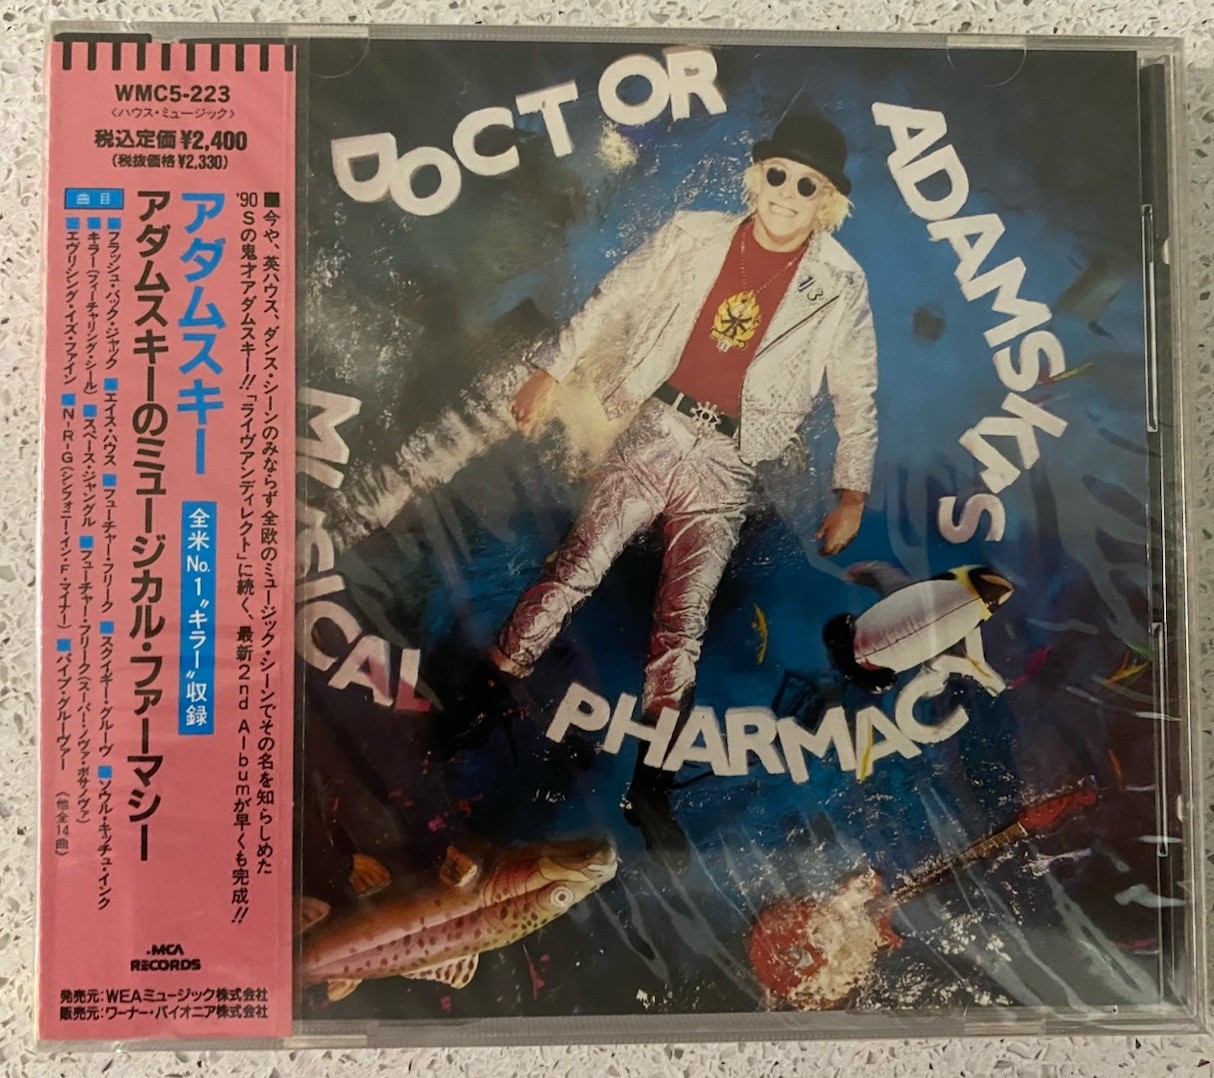 WMC5-223
〈ハウス・ミュージック〉
税込定価¥2,400
(税抜価格¥2,330)
■今や、英ハウス、ダンス・シーンのみならず全欧のミュージック・シーンでその名を知らしめた
'90Sの鬼才アダムスキー!!「ライヴアンディレクト」に続く、最新2nd Albumが早くも完成!!
アダムスキー
全米No.1〝キラー〟収録
アダムスキーのミュージカル・ファーマシー
曲目
■フラッシュ・バック・ジャック ■エイス・ハウス ■フューチャー・フリーク ■スクイギー・グルーヴ ■ソウル・キッチュ・インク
■キラー(フィーチャリング・シール) ■スペース・ジャングル ■フューチャー・フリーク(スーパー・ノヴァ・ボサノヴァ)
■エヴリシング・イズ・ファイン ■N-R-G(シンフォニー・イン・F・マイナー) ■パイプ・グルーヴァー 〈他全14曲〉
MCA
RECORDS
発売元:WEAミュージック株式会社
販売元:ワーナー・パイオニア株式会社
DOCTOR
ADAMSKI'S
MUSICAL
PHARMACY